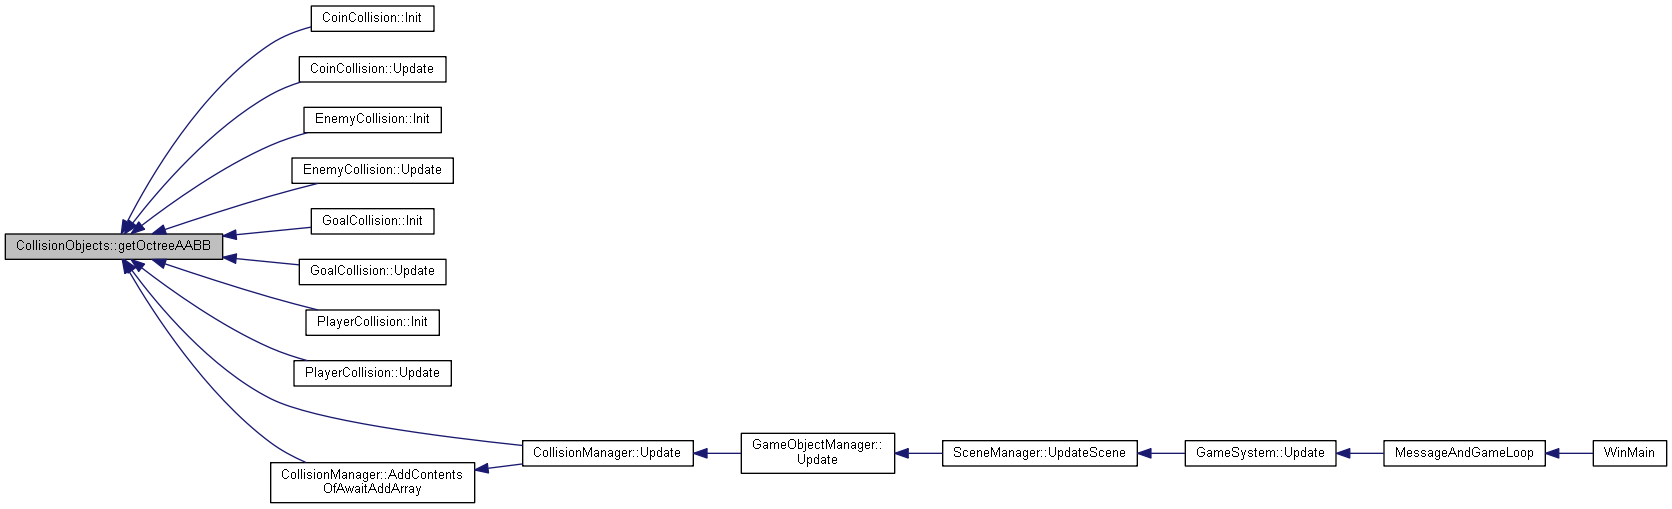 CoinCollision::Init
CoinCollision::Update
EnemyCollision::Init
EnemyCollision::Update
GoalCollision::Init
CollisionObjects::getOctreeAABB
GoalCollision::Update
PlayerCollision::Init
PlayerCollision::Update
CollisionManager::AddContents
OfAwaitAddArray
CollisionManager::Update
GameObjectManager::
Update
SceneManager::UpdateScene
GameSystem::Update
MessageAndGameLoop
WinMain